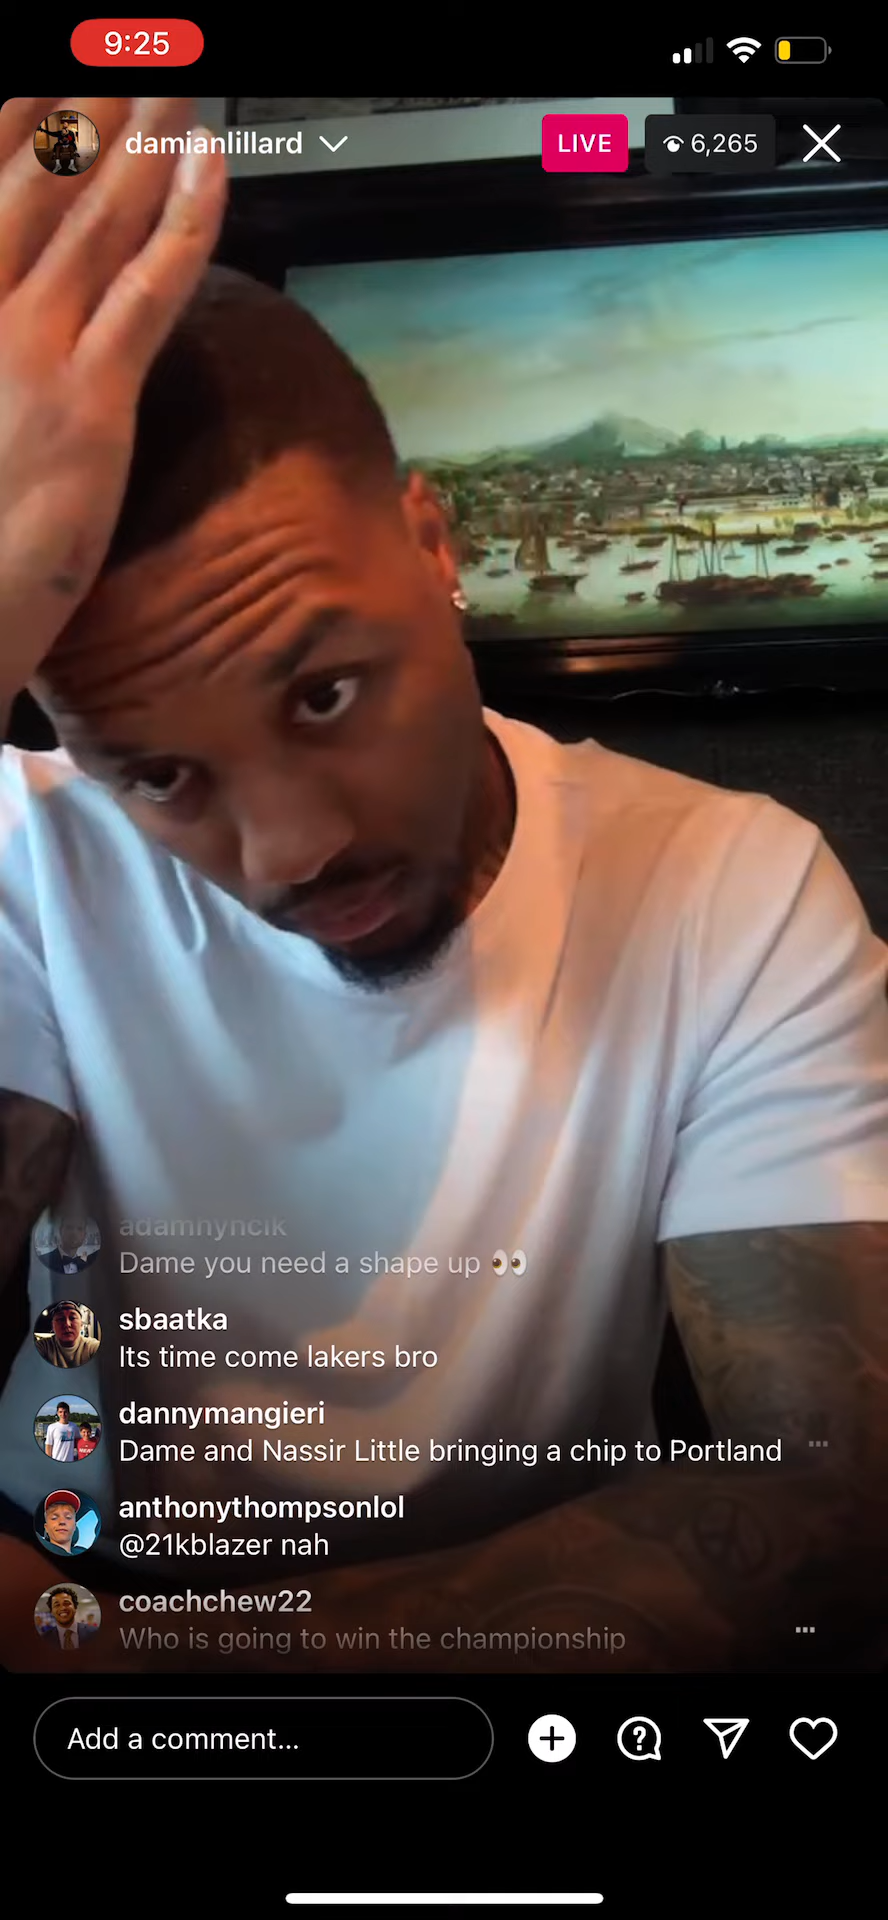 9:25
damianlillard
LIVE
6,265
adamhyncik
Dame you need a shape up 👀
sbaatka
Its time come lakers bro
dannymangieri
Dame and Nassir Little bringing a chip to Portland
anthonythompsonlol
@21kblazer nah
coachchew22
Who is going to win the championship
Add a comment...